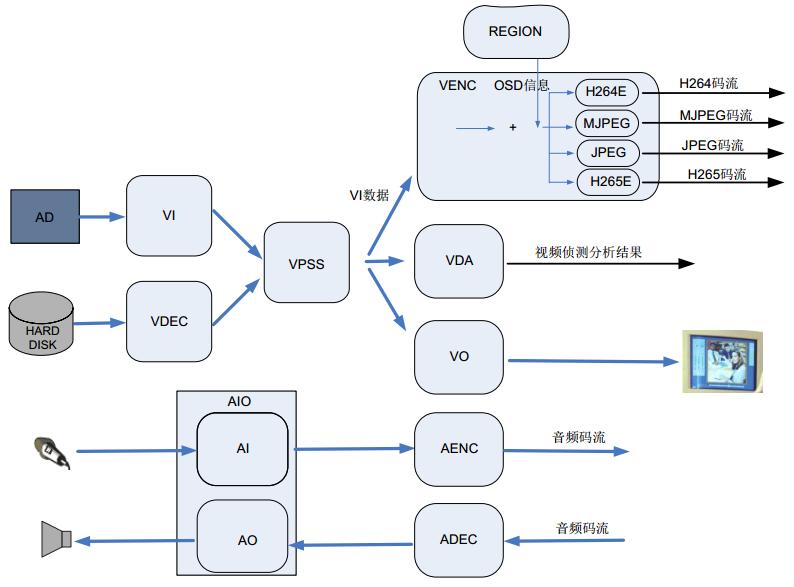 REGION
VENC
OSD信息
H264E
H264码流
+
MJPEG
MJPEG码流
JPEG
JPEG码流
H265E
H265码流
VI数据
AD
VI
VPSS
VDA
视频侦测分析结果
HARD
DISK
VDEC
VO
AIO
AI
AENC
音频码流
AO
ADEC
音频码流